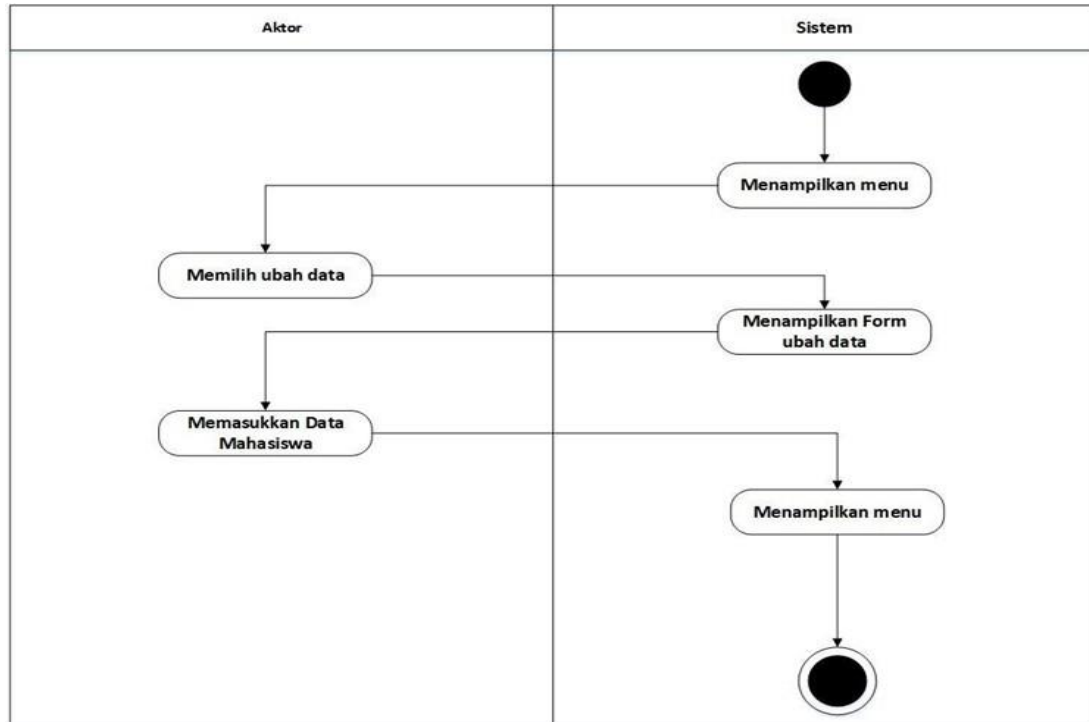 Aktor
Sistem
Menampilkan menu
Memilih ubah data
Menampilkan Form
ubah data
Memasukkan Data
Mahasiswa
Menampilkan menu